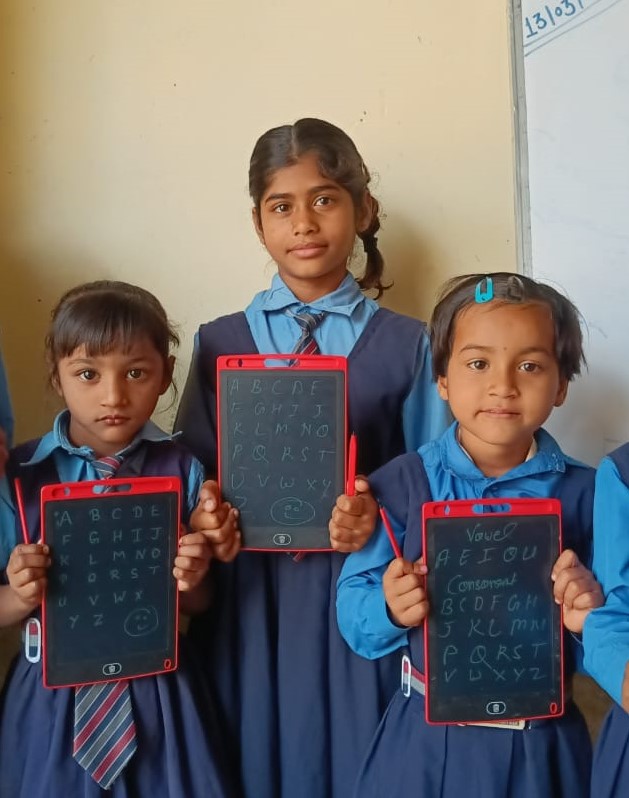 13/03/
A B C D E
F G H I J
K L M N O
P Q R S T
U V W X
Y Z
A B C D E
F G H I J
K L M N O
P Q R S T
U V W X Y
Z
Vowel
A E I O U
Consonant
B C D F G H
J K L M N
P Q R S T
V W X Y Z